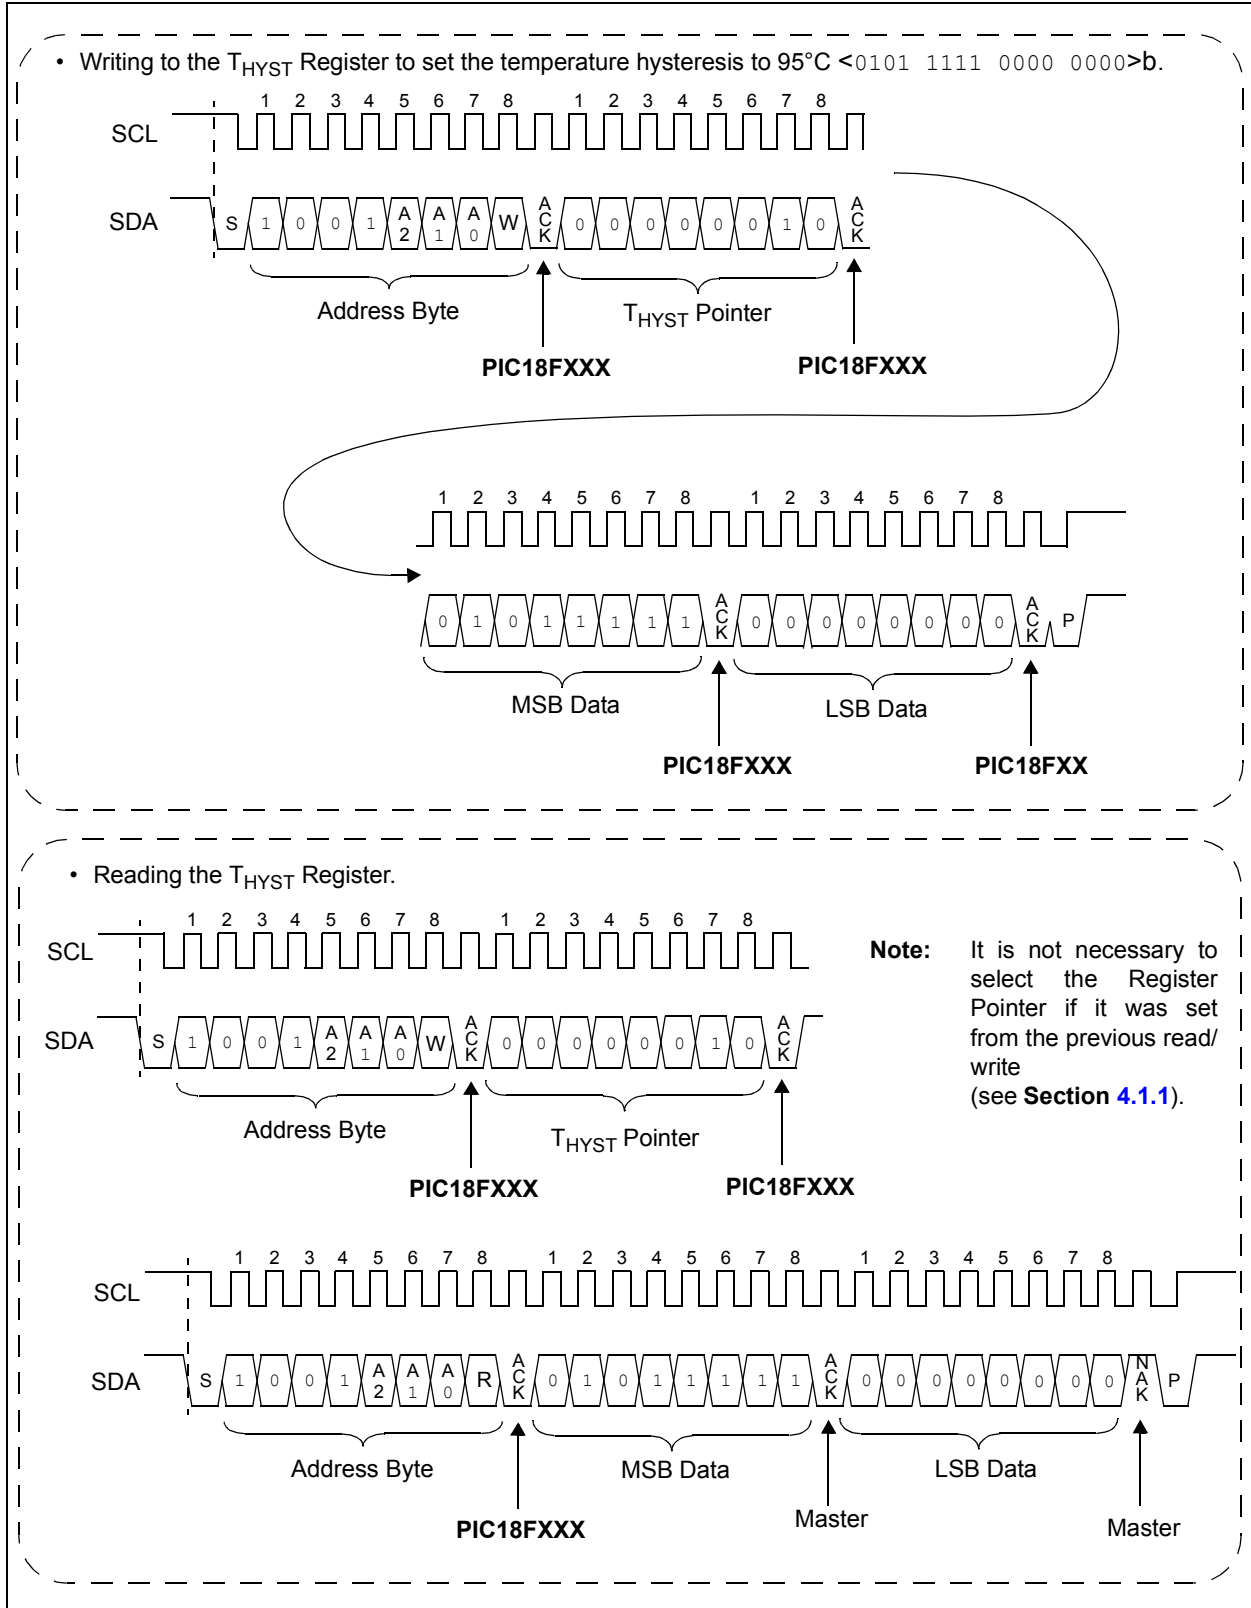 • Writing to the THYST Register to set the temperature hysteresis to 95°C <0101 1111 0000 0000>b.
1 2 3 4 5 6 7 8 1 2 3 4 5 6 7 8
SCL
SDA S 1 0 0 1 A2 A1 A0 W ACK 0 0 0 0 0 0 1 0 ACK
Address Byte THYST Pointer
PIC18FXXX PIC18FXXX
1 2 3 4 5 6 7 8 1 2 3 4 5 6 7 8
0 1 0 1 1 1 1 1 ACK 0 0 0 0 0 0 0 0 ACK P
MSB Data LSB Data
PIC18FXXX PIC18FXX
• Reading the THYST Register.
1 2 3 4 5 6 7 8 1 2 3 4 5 6 7 8
SCL
SDA S 1 0 0 1 A2 A1 A0 W ACK 0 0 0 0 0 0 1 0 ACK
Address Byte THYST Pointer
PIC18FXXX PIC18FXXX
Note: It is not necessary to
select the Register
Pointer if it was set
from the previous read/
write
(see Section 4.1.1).
1 2 3 4 5 6 7 8 1 2 3 4 5 6 7 8 1 2 3 4 5 6 7 8
SCL
SDA S 1 0 0 1 A2 A1 A0 R ACK 0 1 0 1 1 1 1 1 ACK 0 0 0 0 0 0 0 0 NAK P
Address Byte MSB Data LSB Data
PIC18FXXX Master Master